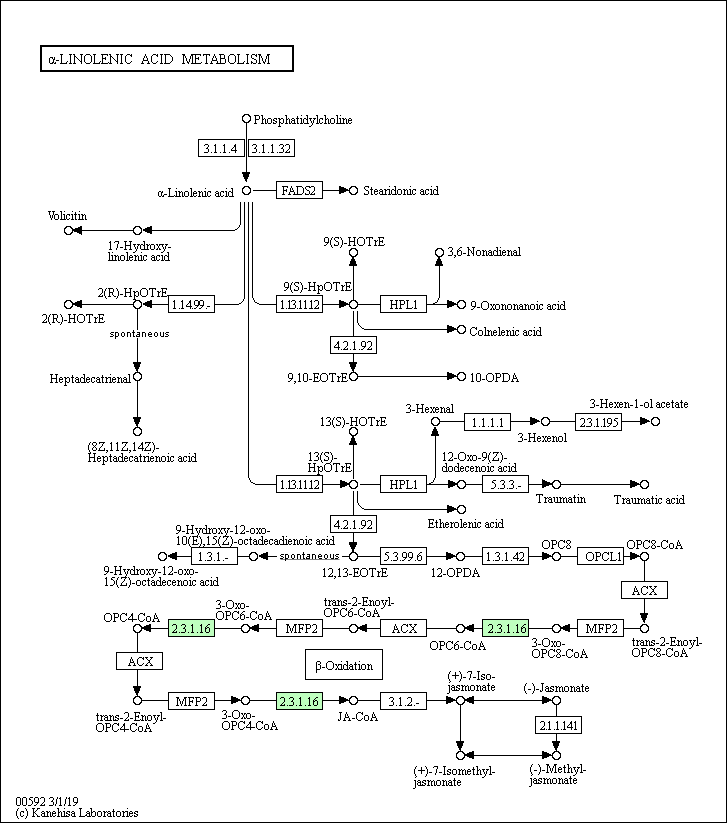 α-LINOLENIC ACID METABOLISM
Phosphatidylcholine
3.1.1.4
3.1.1.32
α-Linolenic acid
FADS2
Stearidonic acid
Volicitin
17-Hydroxy-
linolenic acid
9(S)-HOTrE
3,6-Nonadienal
2(R)-HpOTrE
9(S)-HpOTrE
2(R)-HOTrE
1.14.99.-
1.13.11.12
HPL1
9-Oxononanoic acid
spontaneous
Colnelenic acid
4.2.1.92
Heptadecatrienal
9,10-EOTrE
10-OPDA
3-Hexenal
3-Hexen-1-ol acetate
13(S)-HOTrE
1.1.1.1
2.3.1.195
3-Hexenol
(8Z,11Z,14Z)-
Heptadecatrienoic acid
13(S)-
HpOTrE
12-Oxo-9(Z)-
dodecenoic acid
1.13.11.12
HPL1
5.3.3.-
Traumatin
Traumatic acid
Etherolenic acid
4.2.1.92
9-Hydroxy-12-oxo-
10(E),15(Z)-octadecadienoic acid
OPC8
OPC8-CoA
1.3.1.-
spontaneous
5.3.99.6
1.3.1.42
OPCL1
9-Hydroxy-12-oxo-
15(Z)-octadecenoic acid
12,13-EOTrE
12-OPDA
ACX
OPC4-CoA
3-Oxo-
OPC6-CoA
trans-2-Enoyl-
OPC6-CoA
2.3.1.16
MFP2
ACX
2.3.1.16
MFP2
OPC6-CoA
3-Oxo-
OPC8-CoA
trans-2-Enoyl-
OPC8-CoA
ACX
β-Oxidation
(+)-7-Iso-
jasmonate
(-)-Jasmonate
MFP2
2.3.1.16
3.1.2.-
trans-2-Enoyl-
OPC4-CoA
3-Oxo-
OPC4-CoA
JA-CoA
2.1.1.141
(+)-7-Isomethyl-
jasmonate
(-)-Methyl-
jasmonate
00592 3/1/19
(c) Kanehisa Laboratories